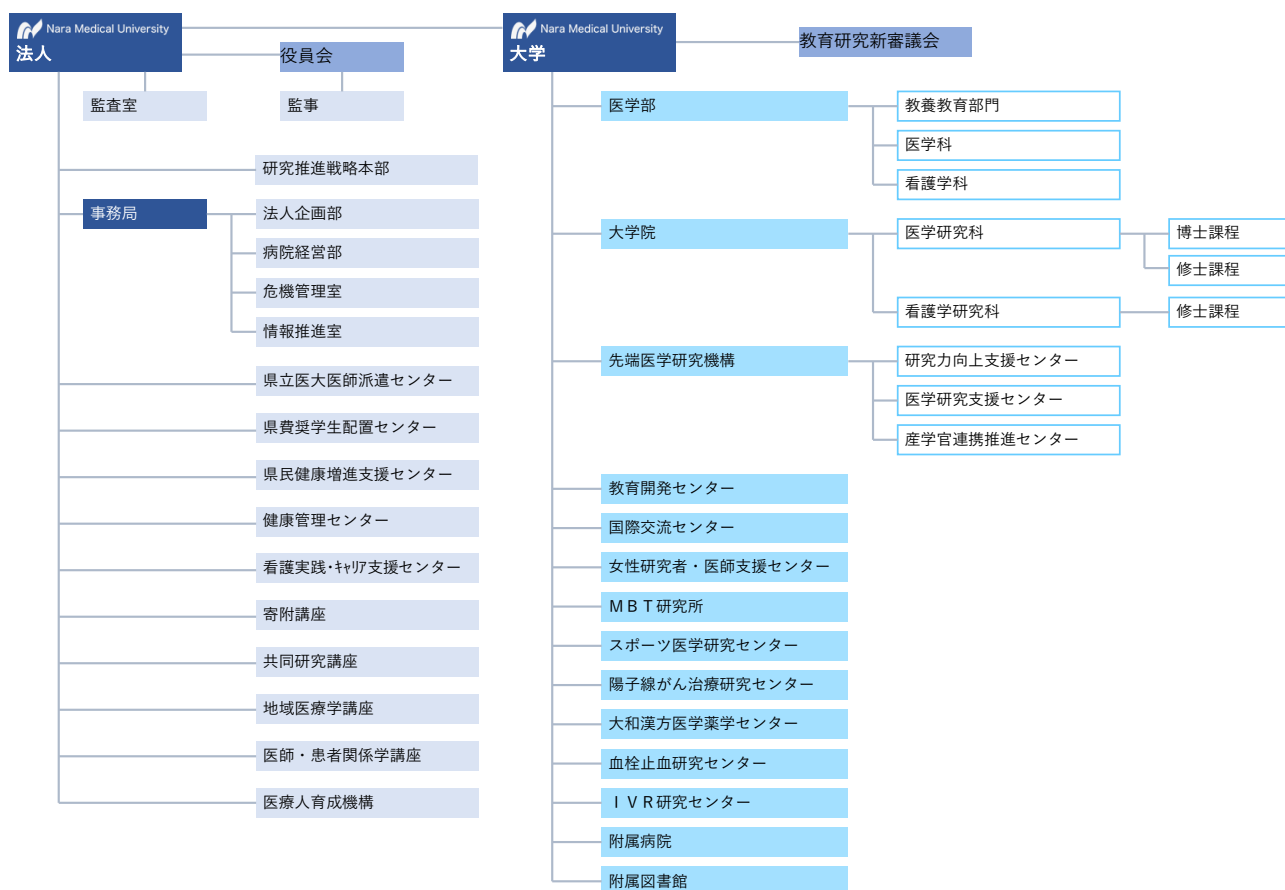 Nara Medical University
法人
役員会
監査室
監事
研究推進戦略本部
事務局
法人企画部
病院経営部
危機管理室
情報推進室
県立医大医師派遣センター
県費奨学生配置センター
県民健康増進支援センター
健康管理センター
看護実践・ｷｬﾘｱ支援センター
寄附講座
共同研究講座
地域医療学講座
医師・患者関係学講座
医療人育成機構
Nara Medical University
大学
教育研究新審議会
医学部
教養教育部門
医学科
看護学科
大学院
医学研究科
博士課程
修士課程
看護学研究科
修士課程
先端医学研究機構
研究力向上支援センター
医学研究支援センター
産学官連携推進センター
教育開発センター
国際交流センター
女性研究者・医師支援センター
ＭＢＴ研究所
スポーツ医学研究センター
陽子線がん治療研究センター
大和漢方医学薬学センター
血栓止血研究センター
ＩＶＲ研究センター
附属病院
附属図書館